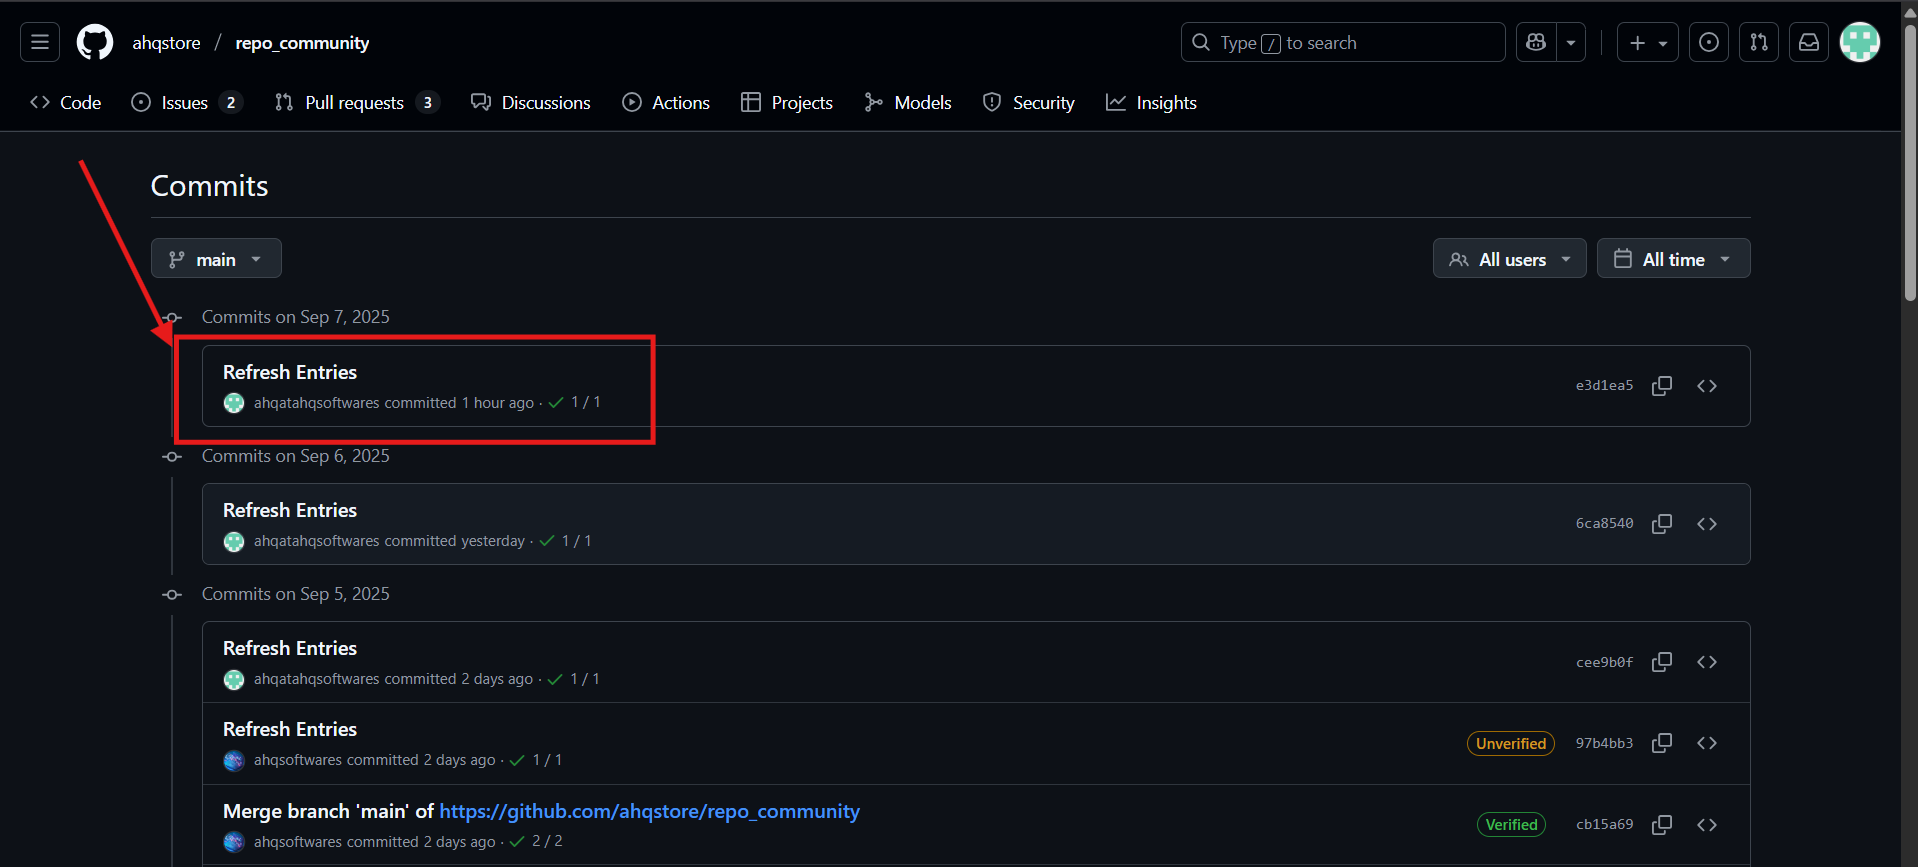 ahqstore / repo_community
Type / to search
Code Issues 2 Pull requests 3 Discussions Actions Projects Models Security Insights
Commits
main All users All time
Commits on Sep 7, 2025
Refresh Entries
ahqatahqsoftwares committed 1 hour ago · 1 / 1
e3d1ea5
Commits on Sep 6, 2025
Refresh Entries
ahqatahqsoftwares committed yesterday · 1 / 1
6ca8540
Commits on Sep 5, 2025
Refresh Entries
ahqatahqsoftwares committed 2 days ago · 1 / 1
cee9b0f
Refresh Entries
ahqsoftwares committed 2 days ago · 1 / 1
Unverified 97b4bb3
Merge branch 'main' of https://github.com/ahqstore/repo_community
ahqsoftwares committed 2 days ago · 2 / 2
Verified cb15a69